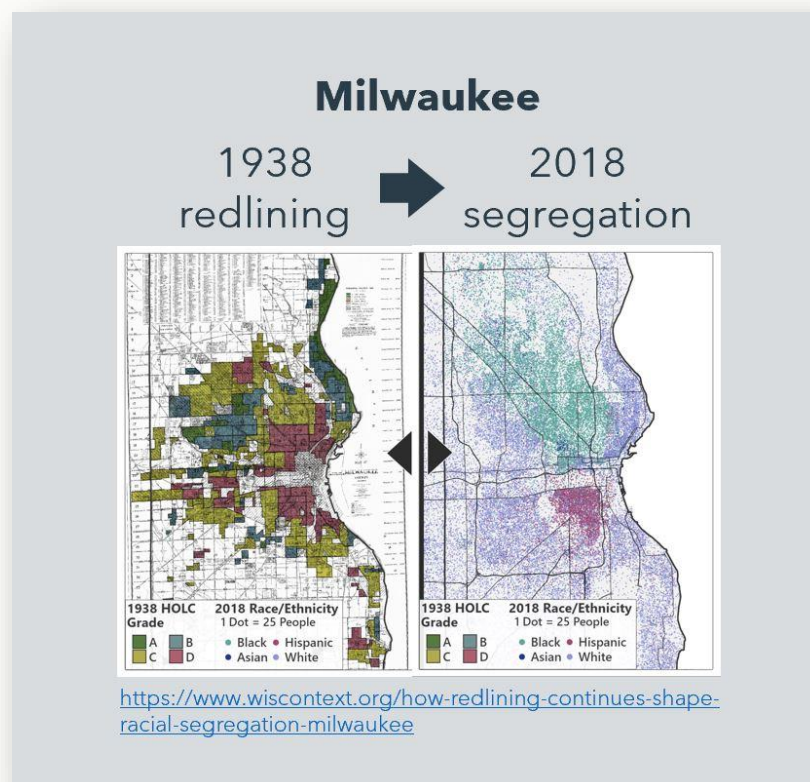 Milwaukee
1938
redlining
2018
segregation
MILWAUKEE
1938 HOLC
Grade
A B
C D
2018 Race/Ethnicity
1 Dot = 25 People
Black Hispanic
Asian White
1938 HOLC
Grade
A B
C D
2018 Race/Ethnicity
1 Dot = 25 People
Black Hispanic
Asian White
https://www.wiscontext.org/how-redlining-continues-shape-
racial-segregation-milwaukee